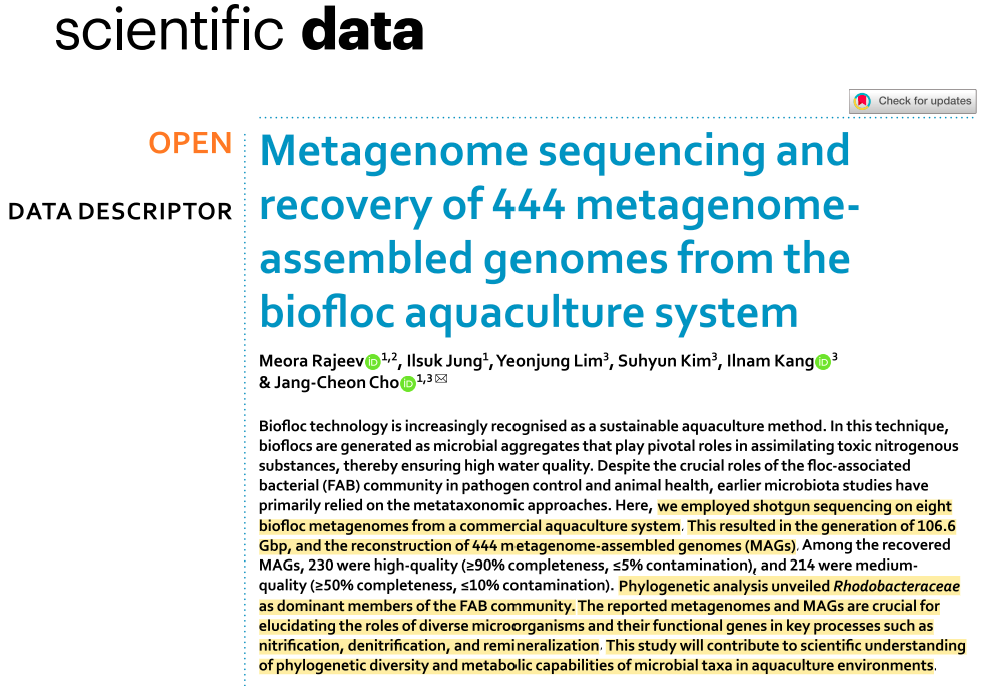 scientific data
Check for updates
OPEN
DATA DESCRIPTOR
Metagenome sequencing and
recovery of 444 metagenome-
assembled genomes from the
biofloc aquaculture system
Meora Rajeev iD 1,2, Ilsuk Jung1, Yeonjung Lim3, Suhyun Kim3, Ilnam Kang iD 3
& Jang-Cheon Cho iD 1,3 ✉
Biofloc technology is increasingly recognised as a sustainable aquaculture method. In this technique,
bioflocs are generated as microbial aggregates that play pivotal roles in assimilating toxic nitrogenous
substances, thereby ensuring high water quality. Despite the crucial roles of the floc-associated
bacterial (FAB) community in pathogen control and animal health, earlier microbiota studies have
primarily relied on the metataxonomic approaches. Here, we employed shotgun sequencing on eight
biofloc metagenomes from a commercial aquaculture system. This resulted in the generation of 106.6
Gbp, and the reconstruction of 444 metagenome-assembled genomes (MAGs). Among the recovered
MAGs, 230 were high-quality (≥90% completeness, ≤5% contamination), and 214 were medium-
quality (≥50% completeness, ≤10% contamination). Phylogenetic analysis unveiled Rhodobacteraceae
as dominant members of the FAB community. The reported metagenomes and MAGs are crucial for
elucidating the roles of diverse microorganisms and their functional genes in key processes such as
nitrification, denitrification, and remineralization. This study will contribute to scientific understanding
of phylogenetic diversity and metabolic capabilities of microbial taxa in aquaculture environments.